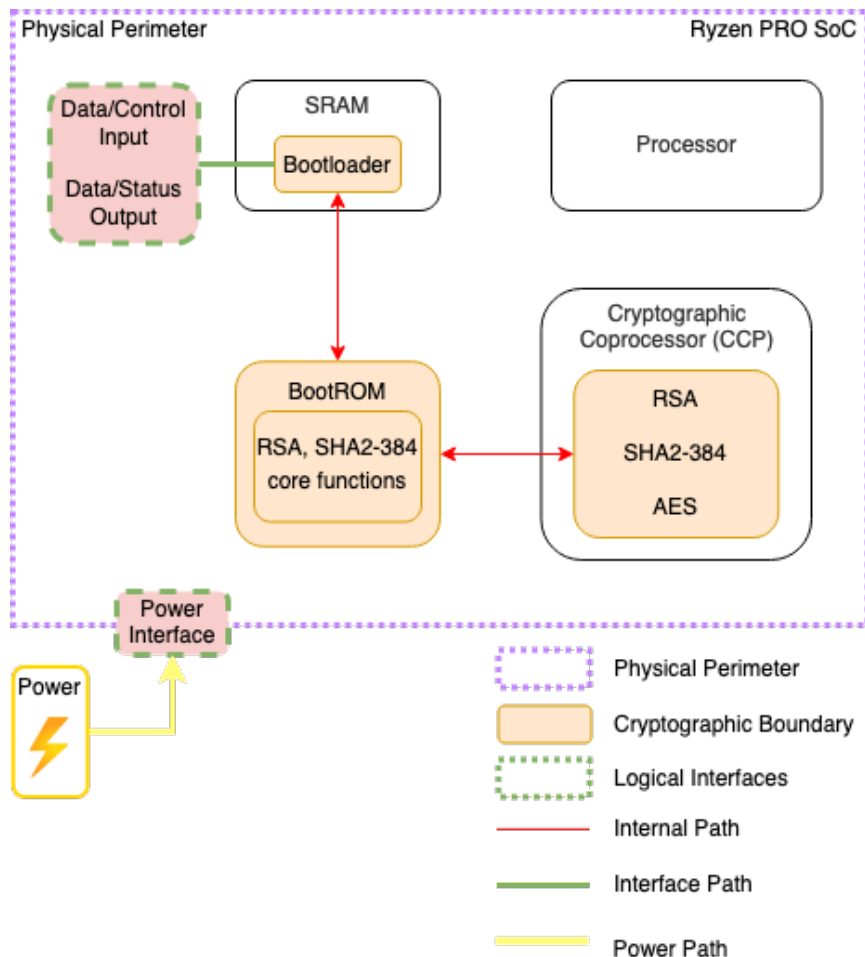 Physical Perimeter
Ryzen PRO SoC
Data/Control
Input
Data/Status
Output
SRAM
Bootloader
Processor
Cryptographic
Coprocessor (CCP)
RSA
SHA2-384
AES
BootROM
RSA, SHA2-384
core functions
Power
Interface
Power
Physical Perimeter
Cryptographic Boundary
Logical Interfaces
Internal Path
Interface Path
Power Path